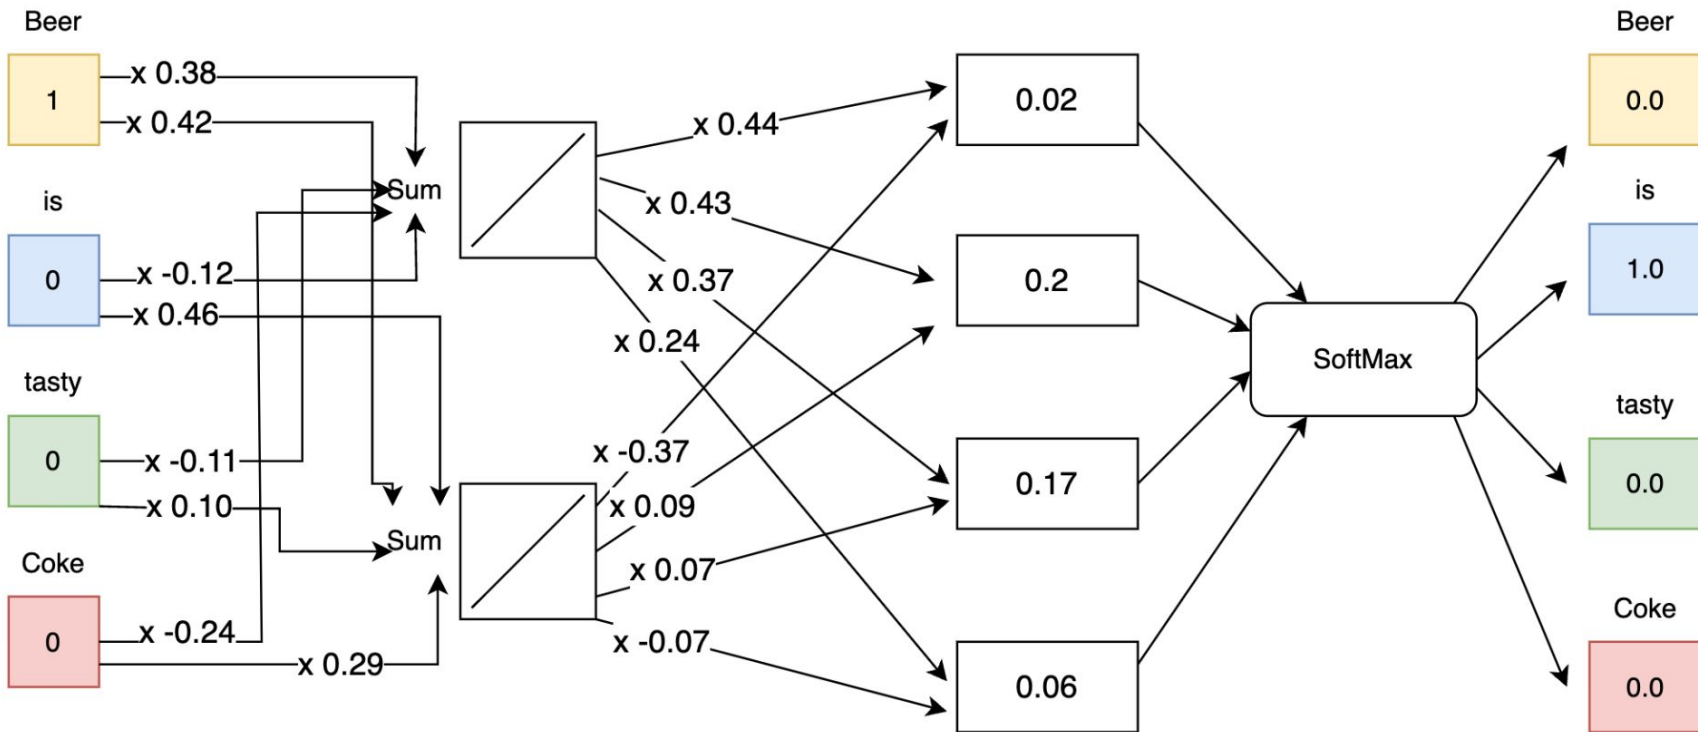 Beer
1
x 0.38
x 0.42
is
0
x -0.12
x 0.46
tasty
0
x -0.11
x 0.10
Coke
0
x -0.24
x 0.29
Sum
Sum
x 0.44
x 0.43
x 0.37
x 0.24
x -0.37
x 0.09
x 0.07
x -0.07
0.02
0.2
0.17
0.06
SoftMax
Beer
0.0
is
1.0
tasty
0.0
Coke
0.0